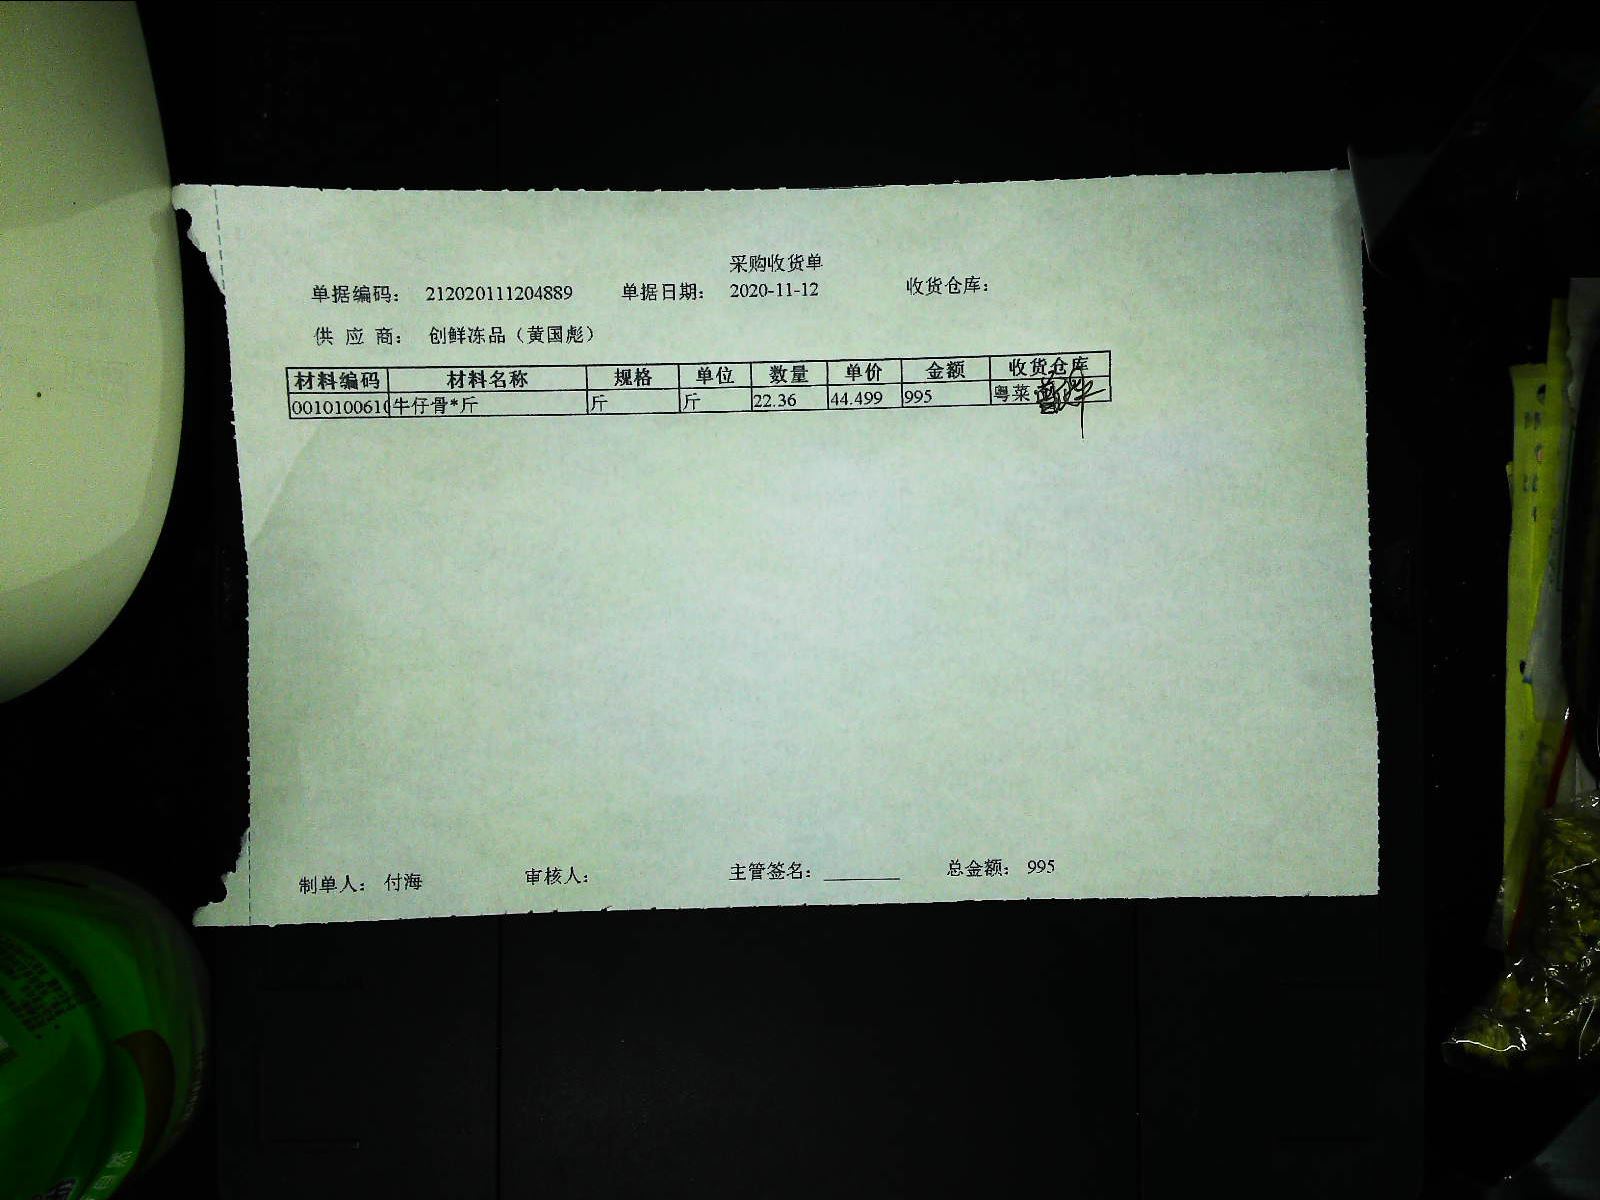 采购收货单
单据编码： 212020111204889 单据日期： 2020-11-12 收货仓库：
供 应 商： 创鲜冻品（黄国彪）
材料编码 材料名称 规格 单位 数量 单价 金额 收货仓库
001010061 牛仔骨*斤 斤 斤 22.36 44.499 995 粤菜
制单人： 付海 审核人： 主管签名： 总金额： 995